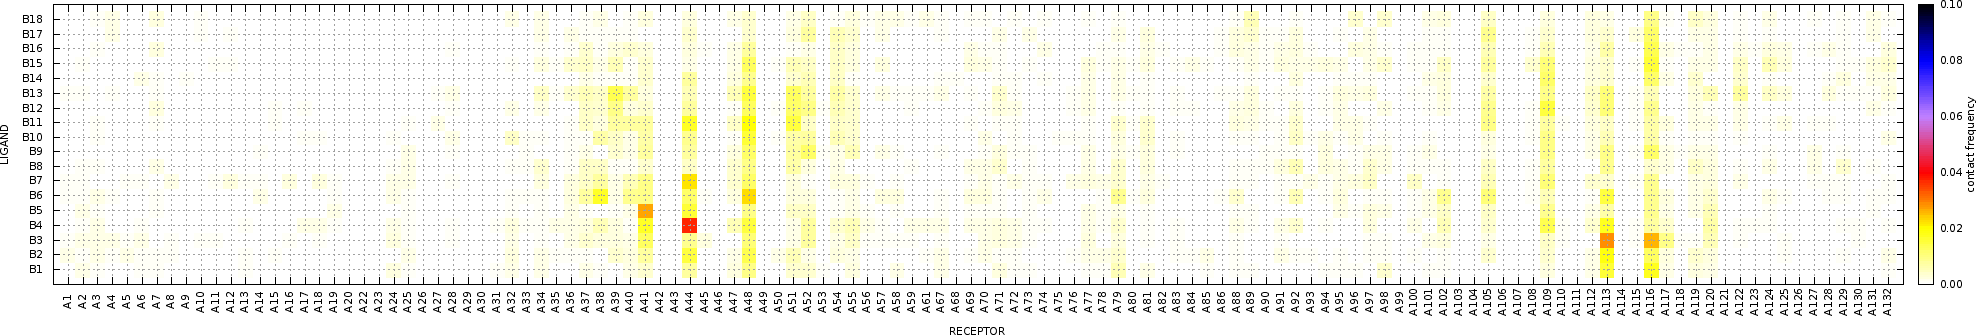 B18
B17
B16
B15
B14
B13
B12
B11
B10
B9
B8
B7
B6
B5
B4
B3
B2
B1
LIGAND
A1 A2 A3 A4 A5 A6 A7 A8 A9 A10 A11 A12 A13 A14 A15 A16 A17 A18 A19 A20 A22 A23 A24 A25 A26 A27 A28 A29 A30 A31 A32 A33 A34 A35 A36 A37 A38 A39 A40 A41 A42 A43 A44 A45 A46 A47 A48 A49 A50 A51 A52 A53 A54 A55 A56 A57 A58 A59 A61 A67 A68 A69 A70 A71 A72 A73 A74 A75 A76 A77 A78 A79 A80 A81 A82 A83 A84 A85 A86 A87 A88 A89 A90 A91 A92 A93 A94 A95 A96 A97 A98 A99 A100 A101 A102 A103 A104 A105 A106 A107 A108 A109 A110 A111 A112 A113 A114 A115 A116 A117 A118 A119 A120 A121 A122 A123 A124 A125 A126 A127 A128 A129 A130 A131 A132
RECEPTOR
0.10
0.08
0.06
0.04
0.02
0.00
contact frequency